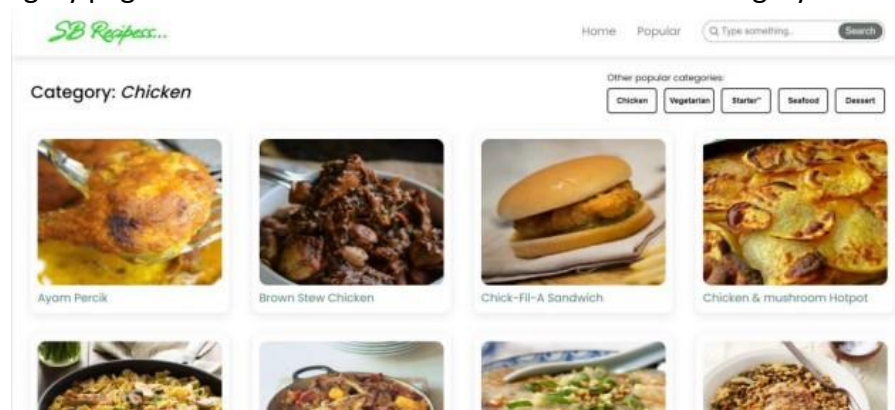 SB Recipess...
Home Popular Type something.. Search
Category: Chicken
Other popular categories:
Chicken Vegetarian Starter" Seafood Dessert
Ayam Percik Brown Stew Chicken Chick-Fil-A Sandwich Chicken & mushroom Hotpot